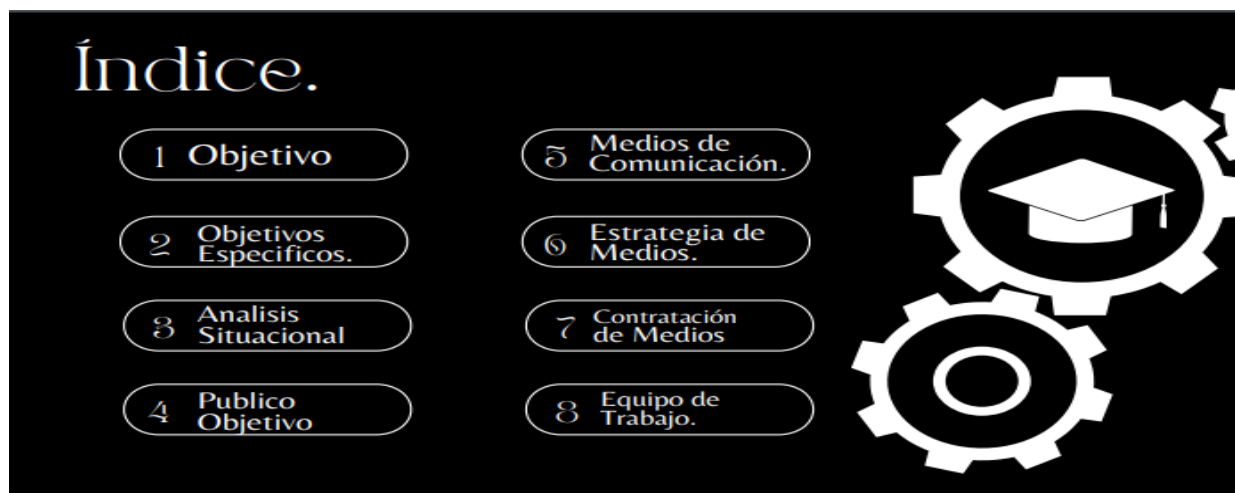 Índice.
1 Objetivo
2 Objetivos
Especificos.
3 Analisis
Situacional
4 Publico
Objetivo
5 Medios de
Comunicación.
6 Estrategia de
Medios.
7 Contratación
de Medios
8 Equipo de
Trabajo.